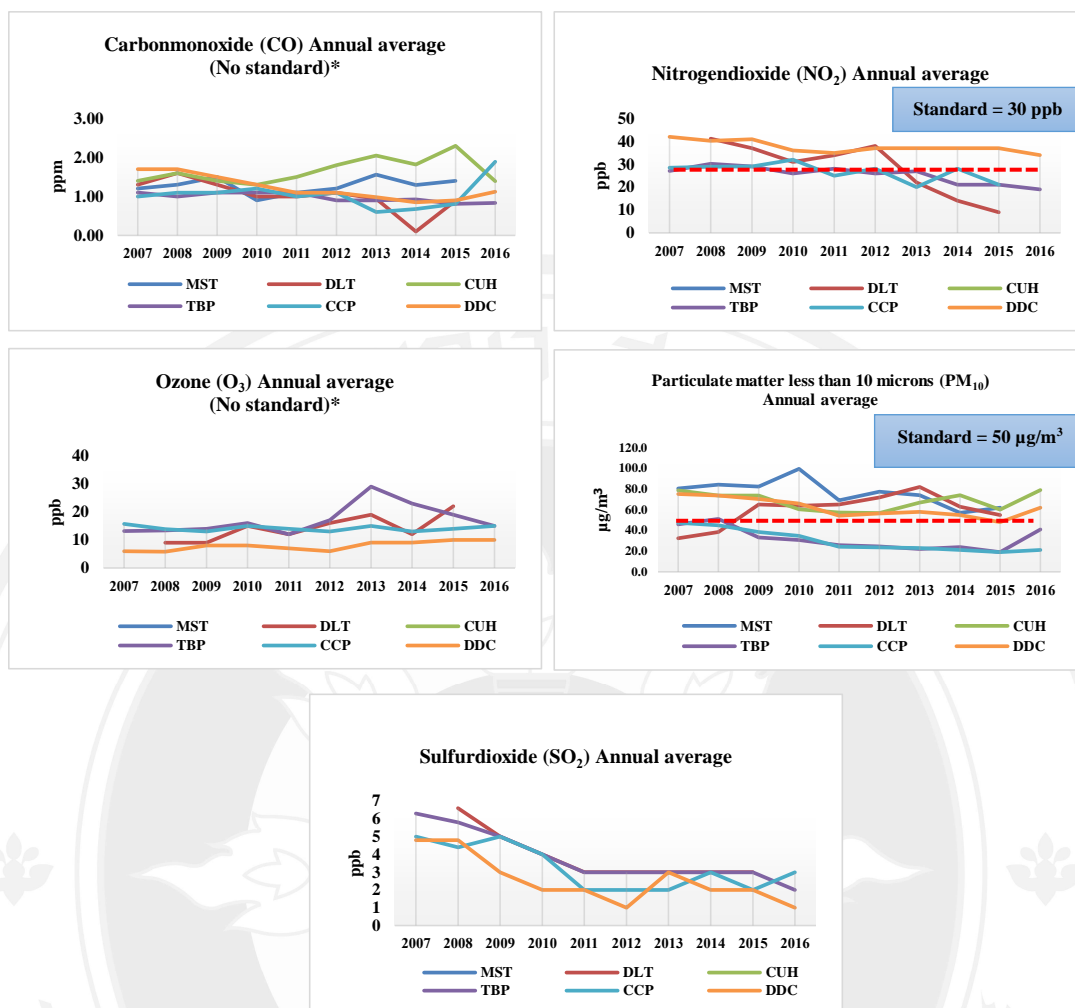 Carbonmonoxide (CO) Annual average
(No standard)*
3.00
2.00
1.00
0.00
ppm
2007 2008 2009 2010 2011 2012 2013 2014 2015 2016
MST DLT CUH
TBP CCP DDC
Nitrogendioxide (NO₂) Annual average
Standard = 30 ppb
50
40
30
20
10
0
ppb
2007 2008 2009 2010 2011 2012 2013 2014 2015 2016
MST DLT CUH
TBP CCP DDC
Ozone (O₃) Annual average
(No standard)*
40
30
20
10
0
ppb
2007 2008 2009 2010 2011 2012 2013 2014 2015 2016
MST DLT CUH
TBP CCP DDC
Particulate matter less than 10 microns (PM₁₀)
Annual average
Standard = 50 µg/m³
120.0
100.0
80.0
60.0
40.0
20.0
0.0
µg/m³
2007 2008 2009 2010 2011 2012 2013 2014 2015 2016
MST DLT CUH
TBP CCP DDC
Sulfurdioxide (SO₂) Annual average
7
6
5
4
3
2
1
0
ppb
2007 2008 2009 2010 2011 2012 2013 2014 2015 2016
MST DLT CUH
TBP CCP DDC